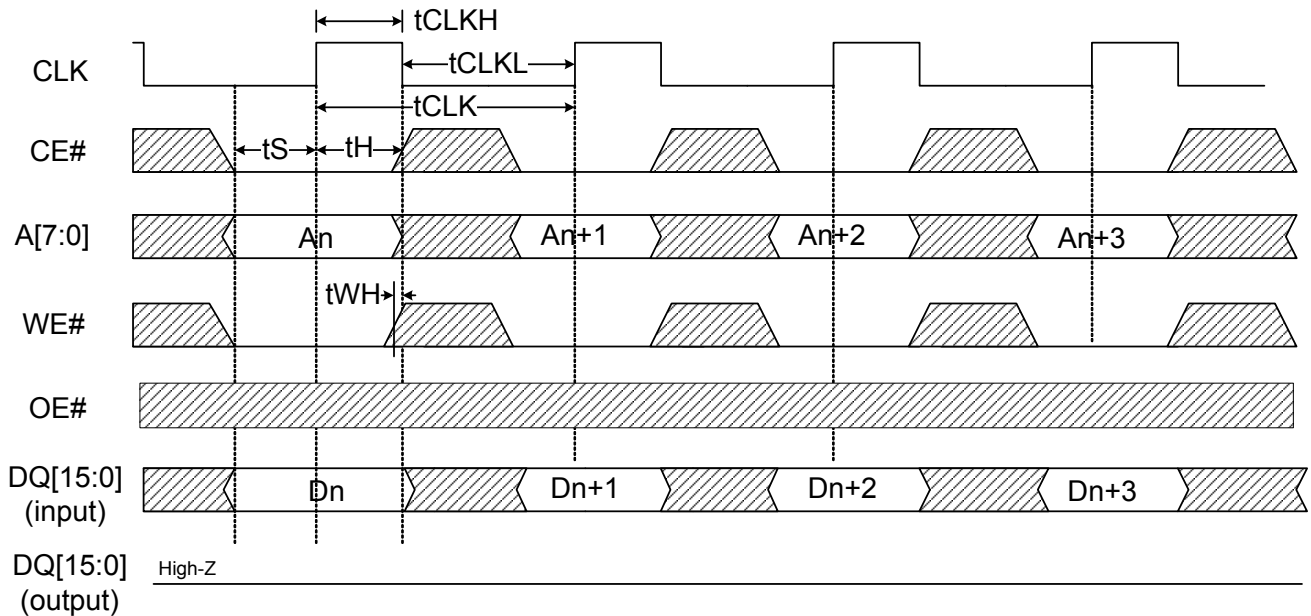 tCLKH
CLK
tCLKL
tCLK
CE#
tS
tH
A[7:0]
An
An+1
An+2
An+3
tWH
WE#
OE#
DQ[15:0]
(input)
Dn
Dn+1
Dn+2
Dn+3
DQ[15:0]
(output)
High-Z